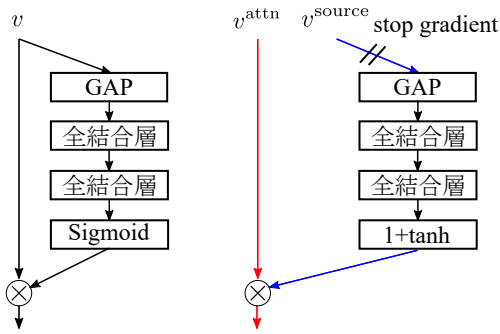 v
GAP
全結合層
全結合層
Sigmoid
v^attn
v^source
stop gradient
GAP
全結合層
全結合層
1+tanh